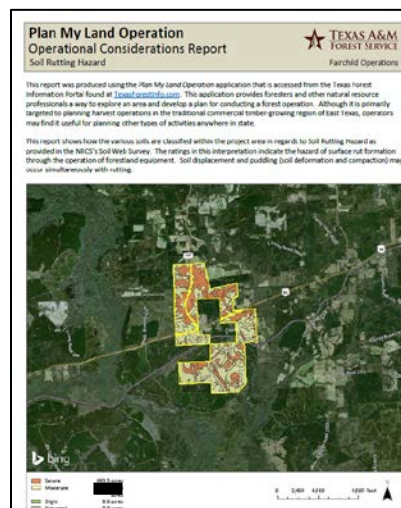 Plan My Land Operation
Operational Considerations Report
Soil Rutting Hazard
TEXAS A&M
FOREST SERVICE
Fairchild Operations
This report was produced using the Plan My Land Operation application that is accessed from the Texas Forest
Information Portal found at TexasForestInfo.com. This application provides foresters and other natural resource
professionals a way to explore an area and develop a plan for conducting a forest operation. Although it is primarily
targeted to planning harvest operations in the traditional commercial timber-growing region of East Texas, operators
may find it useful for planning other types of activities anywhere in state.
This report shows how the various soils are classified within the project area in regards to Soil Rutting Hazard as
provided in the NRCS's Soil Web Survey. The ratings in this interpretation indicate the hazard of surface rut formation
through the operation of forestland equipment. Soil displacement and puddling (soil deformation and compaction) may
occur simultaneously with rutting.
bing
Severe
Moderate
Slight 0.0 acres
Feet